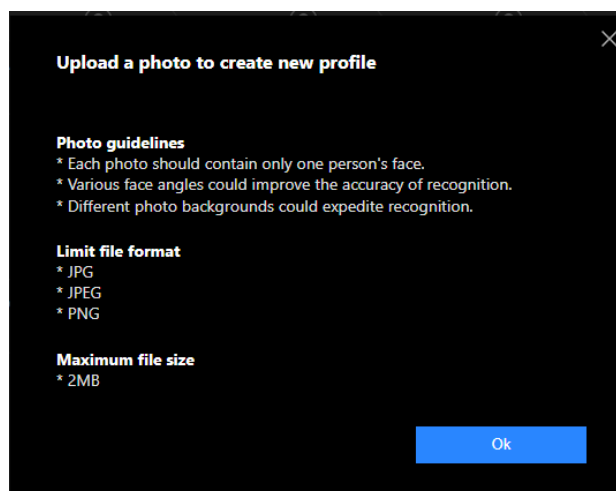 Upload a photo to create new profile
Photo guidelines
* Each photo should contain only one person's face.
* Various face angles could improve the accuracy of recognition.
* Different photo backgrounds could expedite recognition.
Limit file format
* JPG
* JPEG
* PNG
Maximum file size
* 2MB
Ok